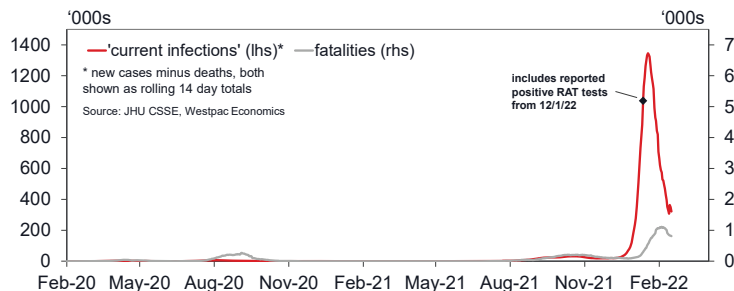 ‘000s
‘000s
1400
1200
1000
800
600
400
200
0
'current infections' (lhs)*
fatalities (rhs)
* new cases minus deaths, both
shown as rolling 14 day totals
Source: JHU CSSE, Westpac Economics
includes reported
positive RAT tests
from 12/1/22
7
6
5
4
3
2
1
0
Feb-20 May-20 Aug-20 Nov-20 Feb-21 May-21 Aug-21 Nov-21 Feb-22